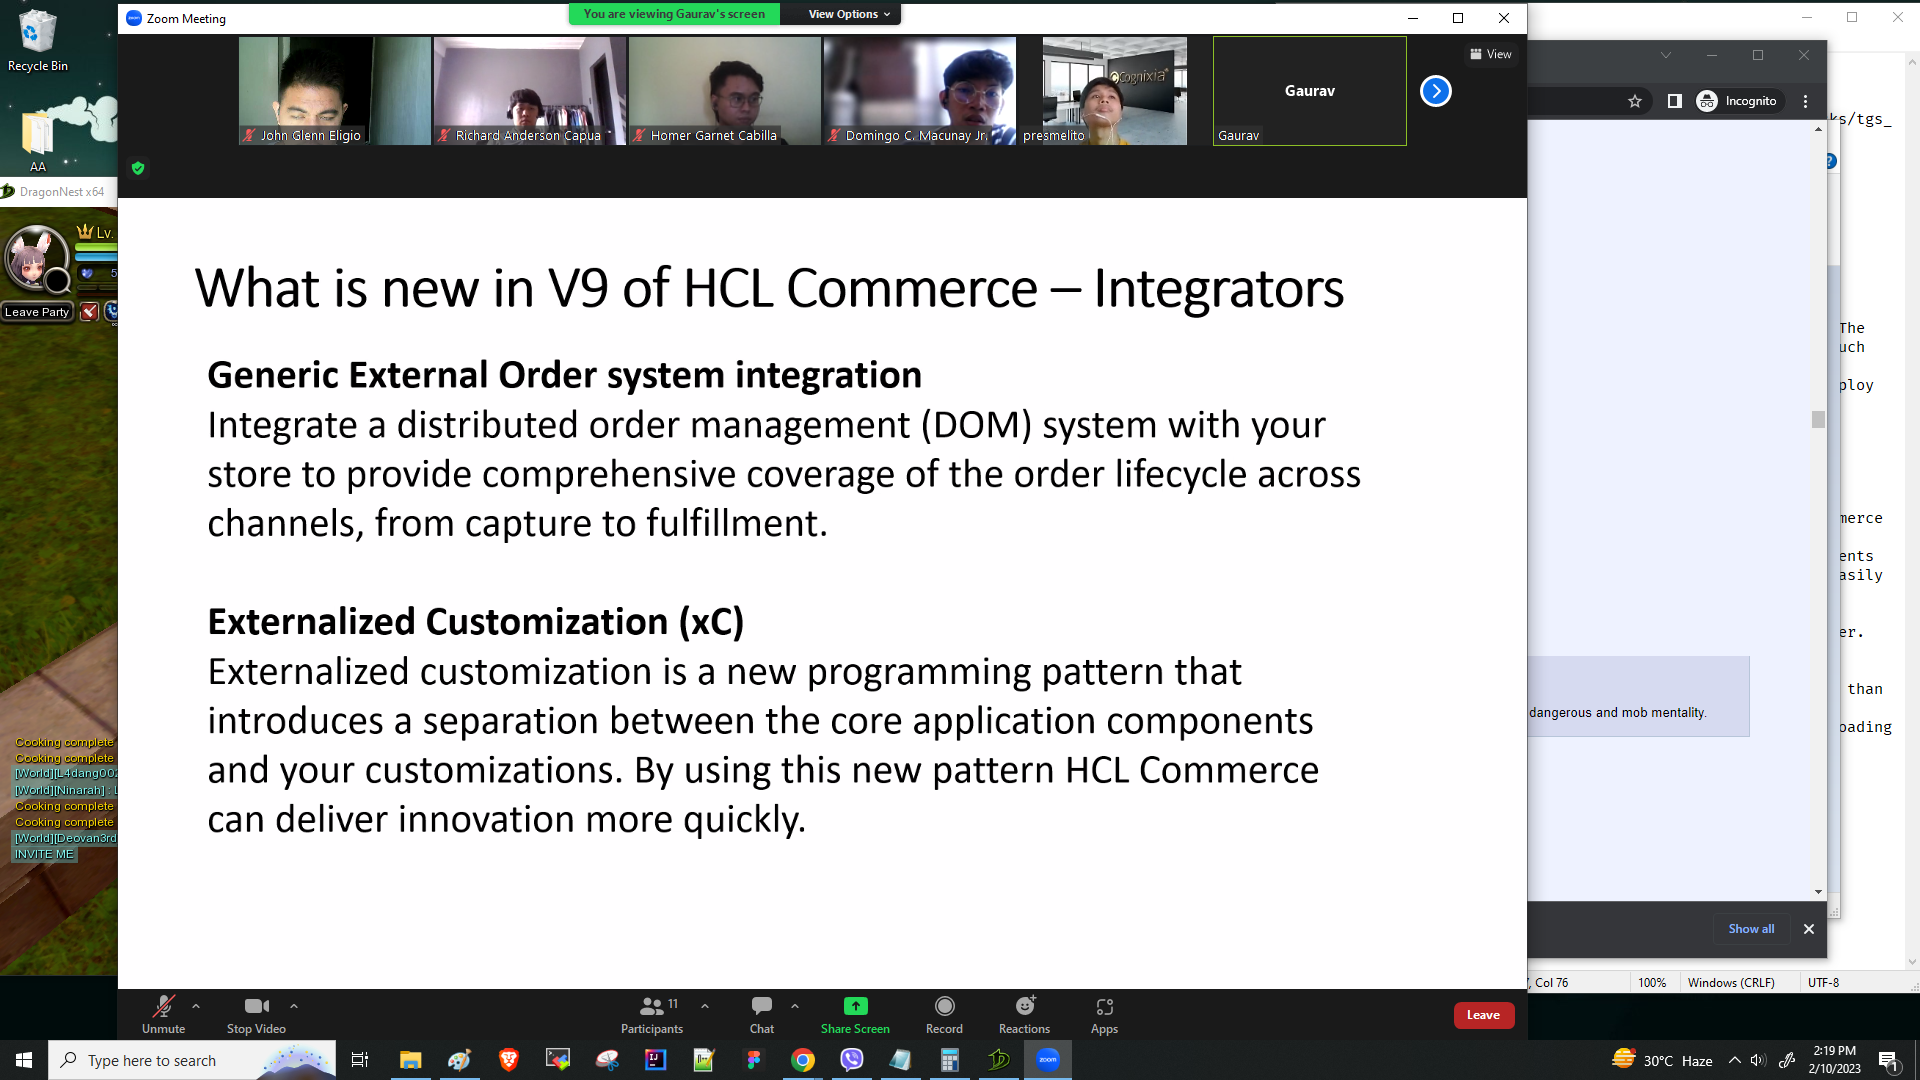 Recycle Bin
AA
DragonNest x64
Lv.
5
Leave Party
Cooking complete
Cooking complete
[World][L4dang002
[World][Ninarah] : L
Cooking complete
Cooking complete
[World][Deovan3rd
INVITE ME
Zoom Meeting
You are viewing Gaurav's screen
View Options
John Glenn Eligio
Richard Anderson Capua
Homer Garnet Cabilla
Domingo C. Macunay Jr.
Cognixia
presmelito
Gaurav
Gaurav
View
What is new in V9 of HCL Commerce – Integrators
Generic External Order system integration
Integrate a distributed order management (DOM) system with your
store to provide comprehensive coverage of the order lifecycle across
channels, from capture to fulfillment.
Externalized Customization (xC)
Externalized customization is a new programming pattern that
introduces a separation between the core application components
and your customizations. By using this new pattern HCL Commerce
can deliver innovation more quickly.
Unmute
Stop Video
11
Participants
Chat
Share Screen
Record
Reactions
Apps
Leave
Incognito
ks/tgs_
The
uch
ploy
merce
ents
asily
er.
than
oading
dangerous and mob mentality.
Show all
, Col 76
100%
Windows (CRLF)
UTF-8
Type here to search
zoom
30°C Haze
2:19 PM
2/10/2023
1